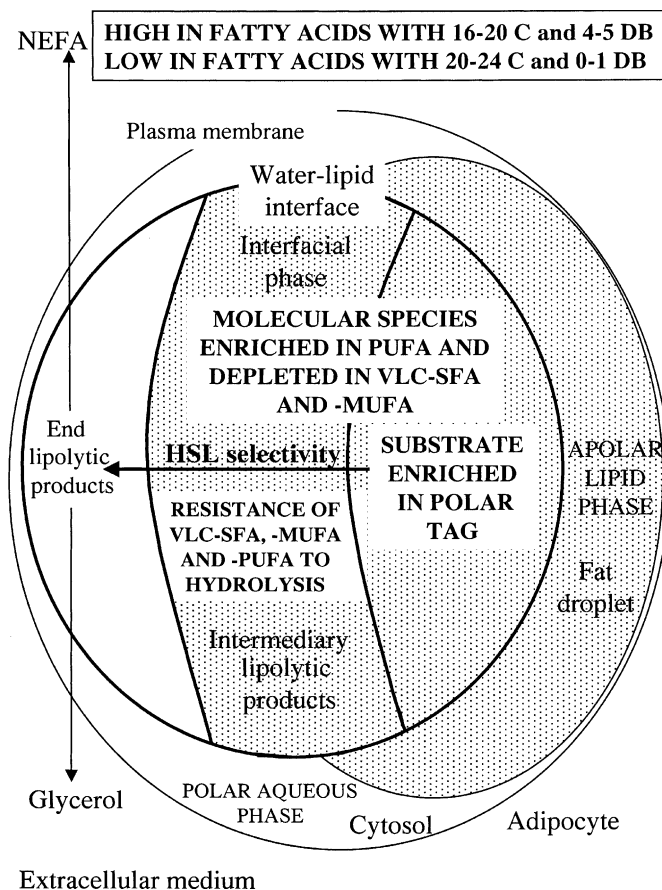 NEFA
HIGH IN FATTY ACIDS WITH 16-20 C and 4-5 DB
LOW IN FATTY ACIDS WITH 20-24 C and 0-1 DB
Plasma membrane
Water-lipid
interface
Interfacial
phase
MOLECULAR SPECIES
ENRICHED IN PUFA AND
DEPLETED IN VLC-SFA
AND -MUFA
End
lipolytic
products
HSL selectivity
SUBSTRATE
ENRICHED
IN POLAR
TAG
APOLAR
LIPID
PHASE
RESISTANCE OF
VLC-SFA, -MUFA
AND -PUFA TO
HYDROLYSIS
Fat
droplet
Intermediary
lipolytic
products
Glycerol
POLAR AQUEOUS
PHASE
Cytosol
Adipocyte
Extracellular medium